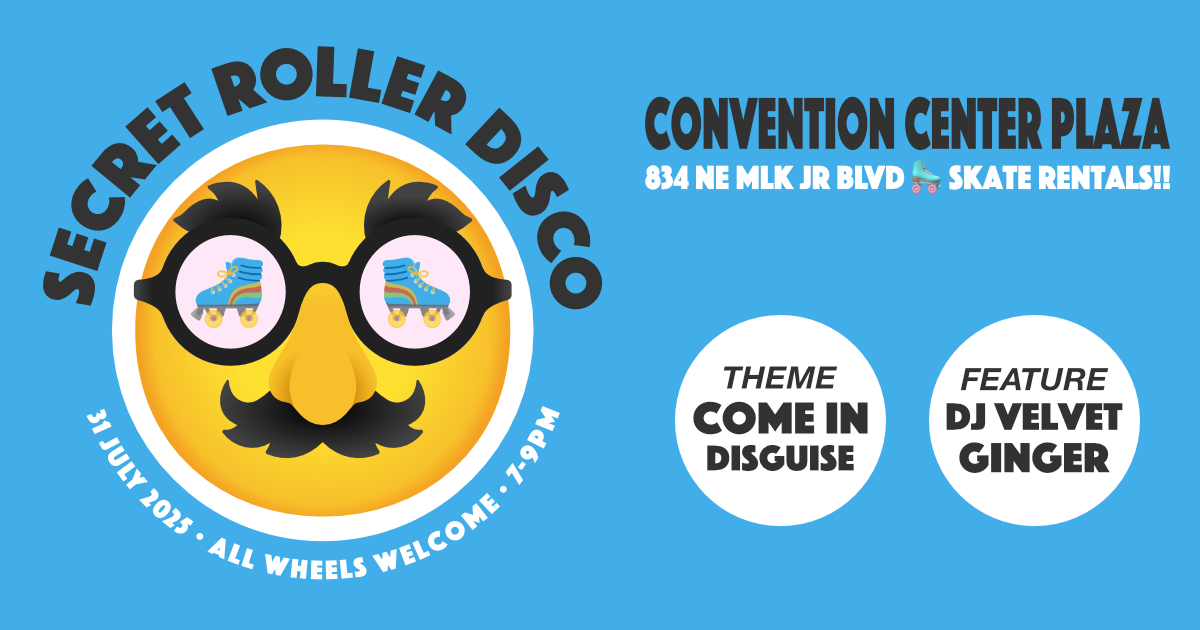 SECRET ROLLER DISCO
31 JULY 2025 • ALL WHEELS WELCOME • 7-9PM
CONVENTION CENTER PLAZA
834 NE MLK JR BLVD 🛼 SKATE RENTALS!!
THEME
COME IN
DISGUISE
FEATURE
DJ VELVET
GINGER